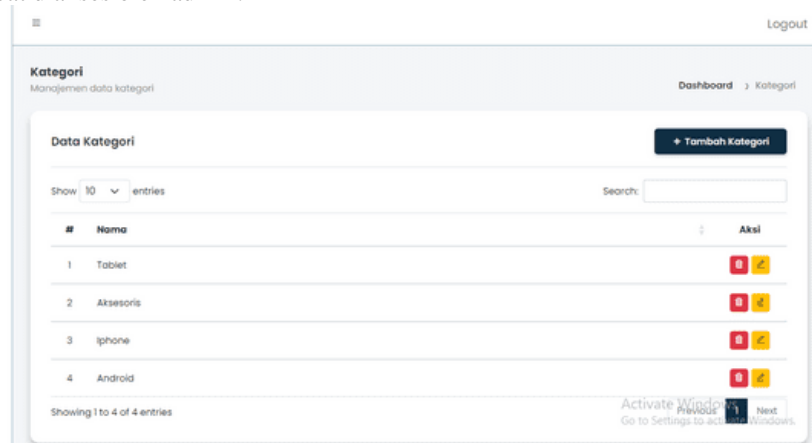 Logout
Kategori
Manajemen data kategori
Dashboard > Kategori
Data Kategori
+ Tambah Kategori
Show 10 entries
Search:
# Nama Aksi
1 Tablet
2 Aksesoris
3 Iphone
4 Android
Showing 1 to 4 of 4 entries
Previous 1 Next
Activate Windows
Go to Settings to activate Windows.